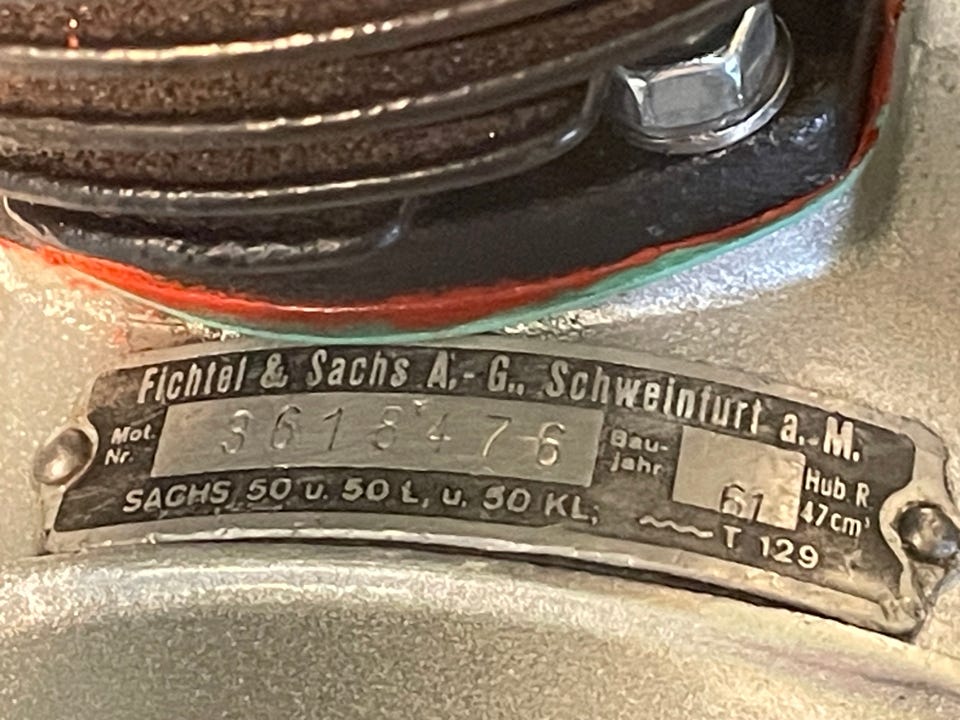 Fichtel & Sachs A.-G., Schweinfurt a. M.
Mot. Nr. 3618476 Bau-jahr 61 Hub R. 47cm³
SACHS 50 u. 50 L, u. 50 KL, T 129